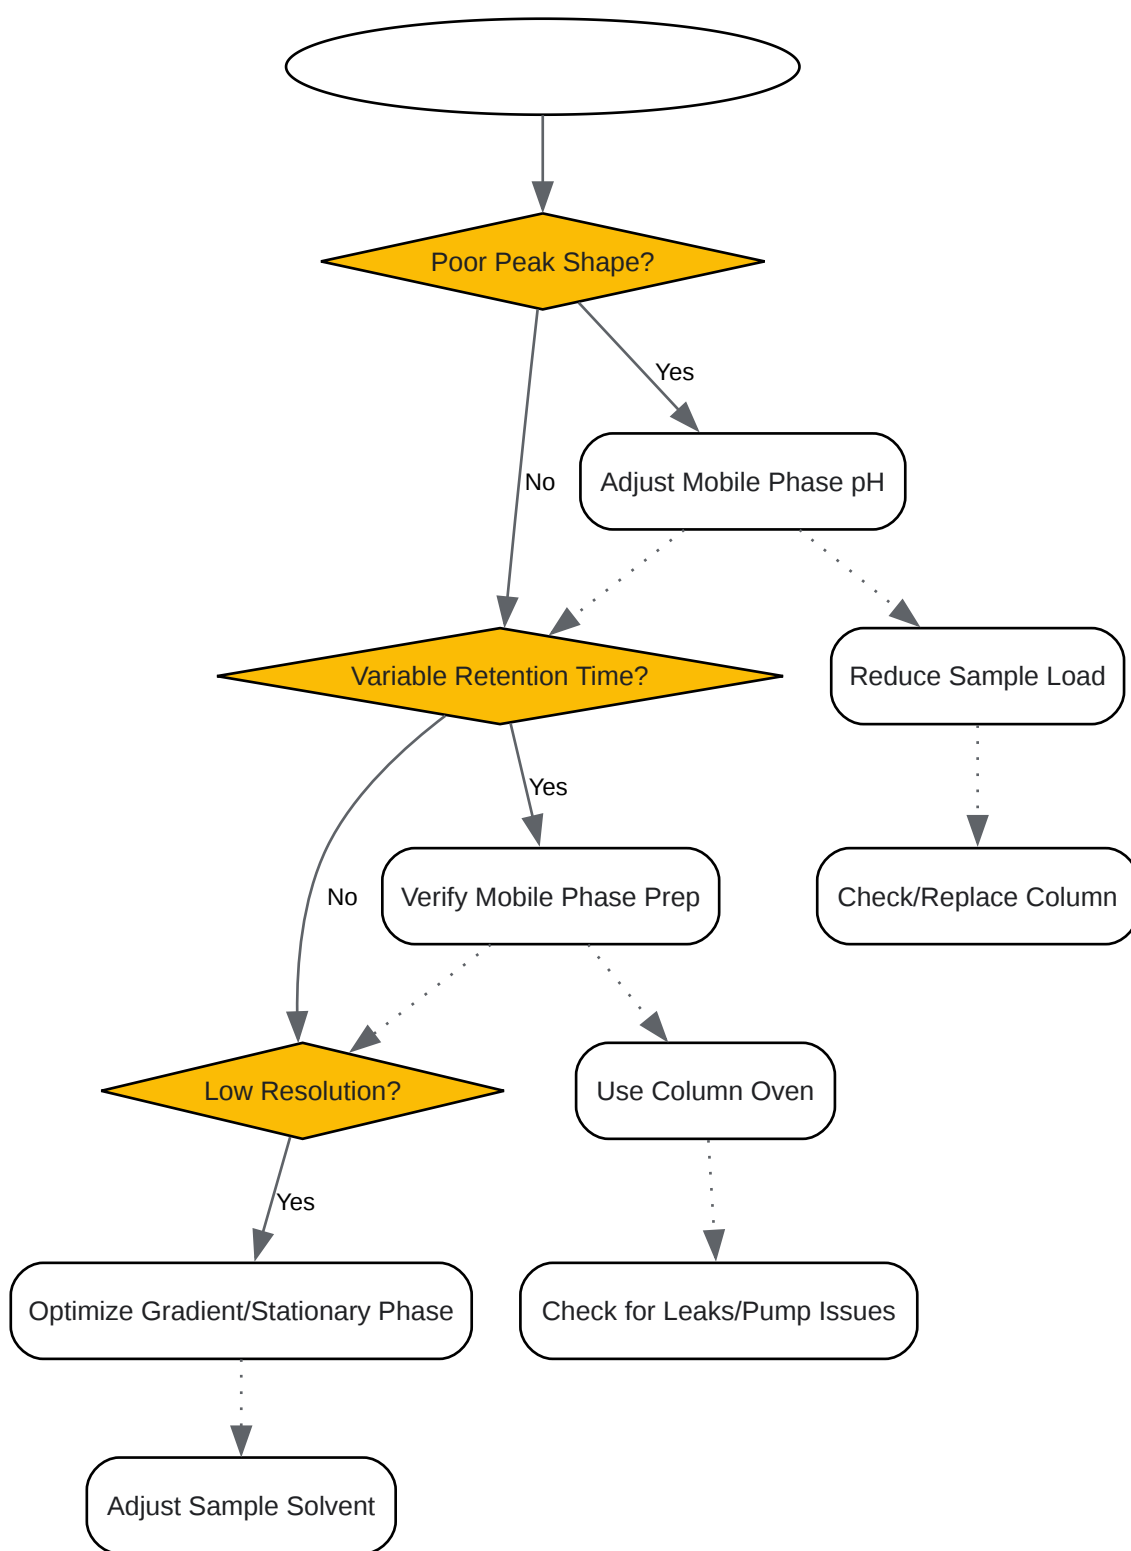 Poor Peak Shape?
Yes
No
Adjust Mobile Phase pH
Variable Retention Time?
Reduce Sample Load
Yes
No
Verify Mobile Phase Prep
Check/Replace Column
Low Resolution?
Use Column Oven
Yes
Optimize Gradient/Stationary Phase
Check for Leaks/Pump Issues
Adjust Sample Solvent